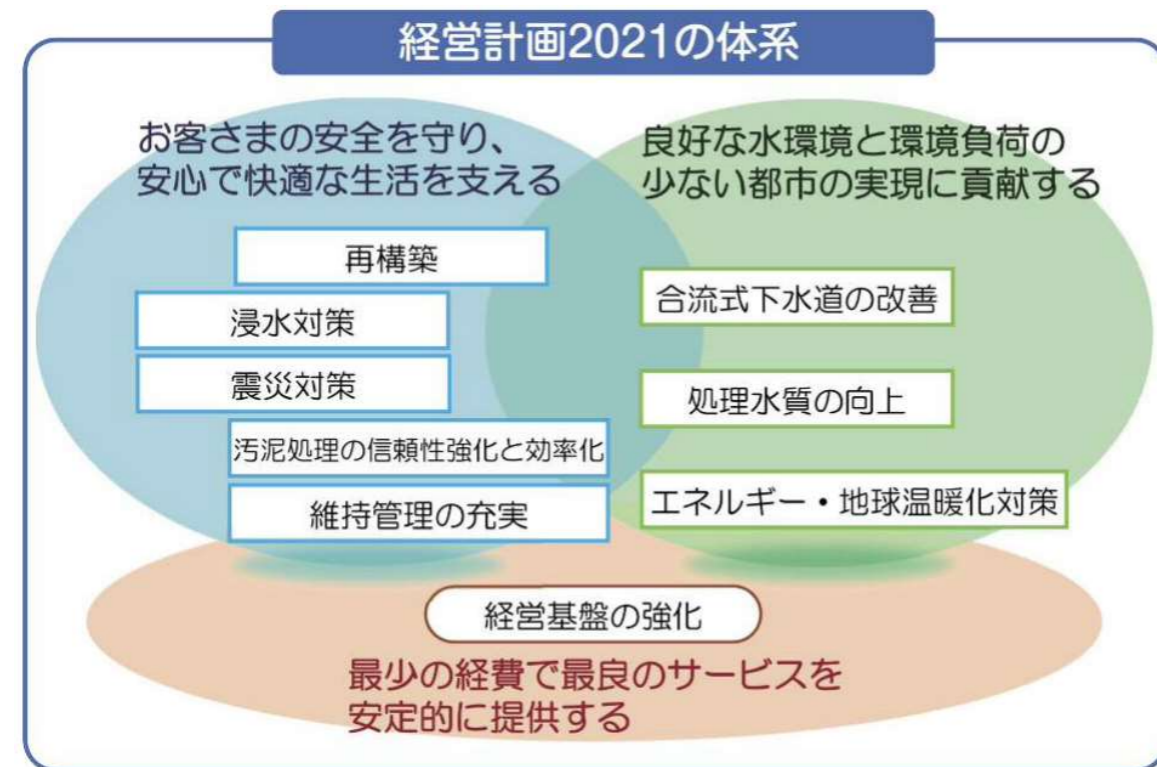 経営計画2021の体系
お客さまの安全を守り、
安心で快適な生活を支える
再構築
浸水対策
震災対策
汚泥処理の信頼性強化と効率化
維持管理の充実
良好な水環境と環境負荷の
少ない都市の実現に貢献する
合流式下水道の改善
処理水質の向上
エネルギー・地球温暖化対策
経営基盤の強化
最少の経費で最良のサービスを
安定的に提供する